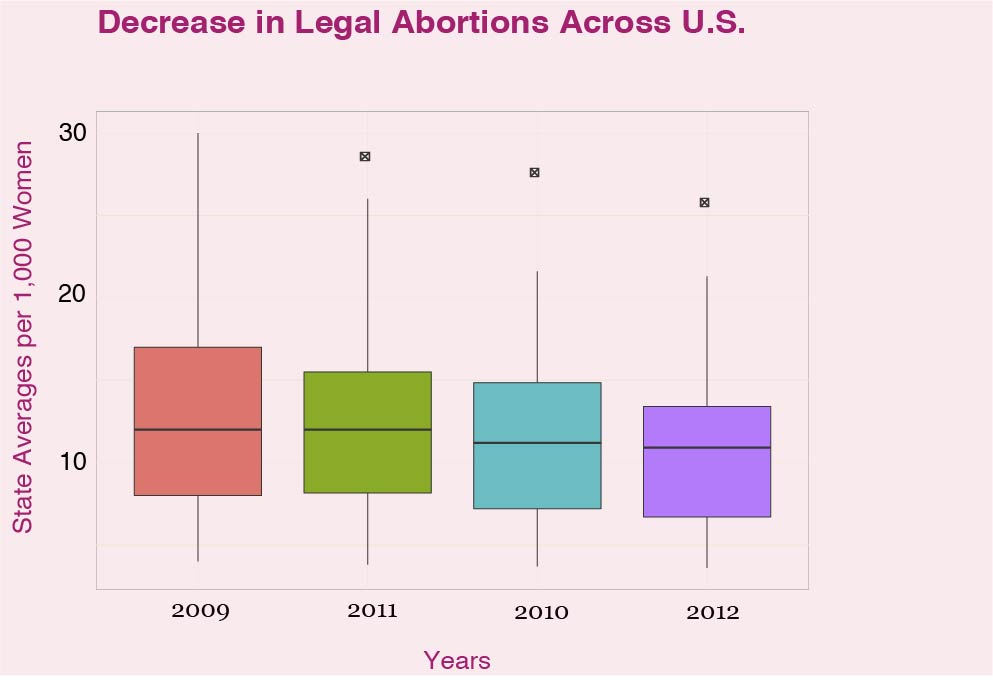 Decrease in Legal Abortions Across U.S.
State Averages per 1,000 Women
30
20
10
2009
2011
2010
2012
Years